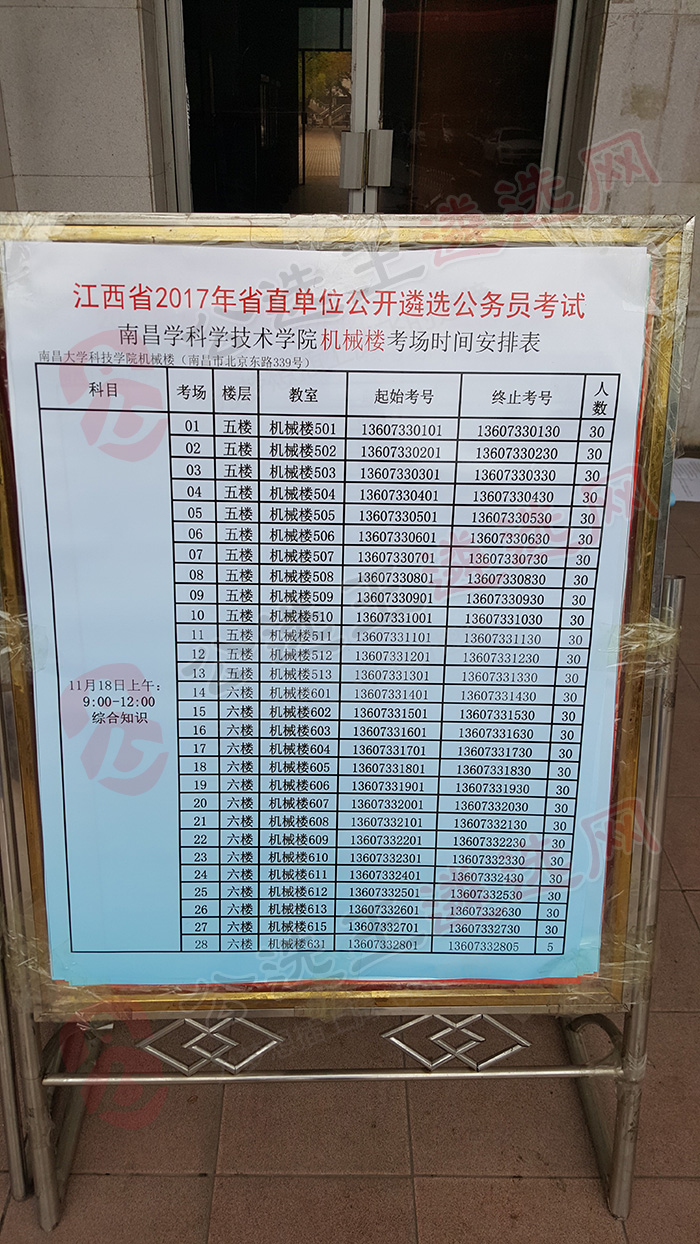 江西省2017年省直单位公开遴选公务员考试
南昌学科学技术学院机械楼考场时间安排表
南昌大学科技学院机械楼（南昌市北京东路339号）
科目 考场 楼层 教室 起始考号 终止考号 人数
01 五楼 机械楼501 13607330101 13607330130 30
02 五楼 机械楼502 13607330201 13607330230 30
03 五楼 机械楼503 13607330301 13607330330 30
04 五楼 机械楼504 13607330401 13607330430 30
05 五楼 机械楼505 13607330501 13607330530 30
06 五楼 机械楼506 13607330601 13607330630 30
07 五楼 机械楼507 13607330701 13607330730 30
08 五楼 机械楼508 13607330801 13607330830 30
09 五楼 机械楼509 13607330901 13607330930 30
10 五楼 机械楼510 13607331001 13607331030 30
11 五楼 机械楼511 13607331101 13607331130 30
12 五楼 机械楼512 13607331201 13607331230 30
13 五楼 机械楼513 13607331301 13607331330 30
11月18日上午：
9:00-12:00
综合知识
14 六楼 机械楼601 13607331401 13607331430 30
15 六楼 机械楼602 13607331501 13607331530 30
16 六楼 机械楼603 13607331601 13607331630 30
17 六楼 机械楼604 13607331701 13607331730 30
18 六楼 机械楼605 13607331801 13607331830 30
19 六楼 机械楼606 13607331901 13607331930 30
20 六楼 机械楼607 13607332001 13607332030 30
21 六楼 机械楼608 13607332101 13607332130 30
22 六楼 机械楼609 13607332201 13607332230 30
23 六楼 机械楼610 13607332301 13607332330 30
24 六楼 机械楼611 13607332401 13607332430 30
25 六楼 机械楼612 13607332501 13607332530 30
26 六楼 机械楼613 13607332601 13607332630 30
27 六楼 机械楼615 13607332701 13607332730 30
28 六楼 机械楼631 13607332801 13607332805 5
公选王遴选网
公选王遴选网
公选王遴选网